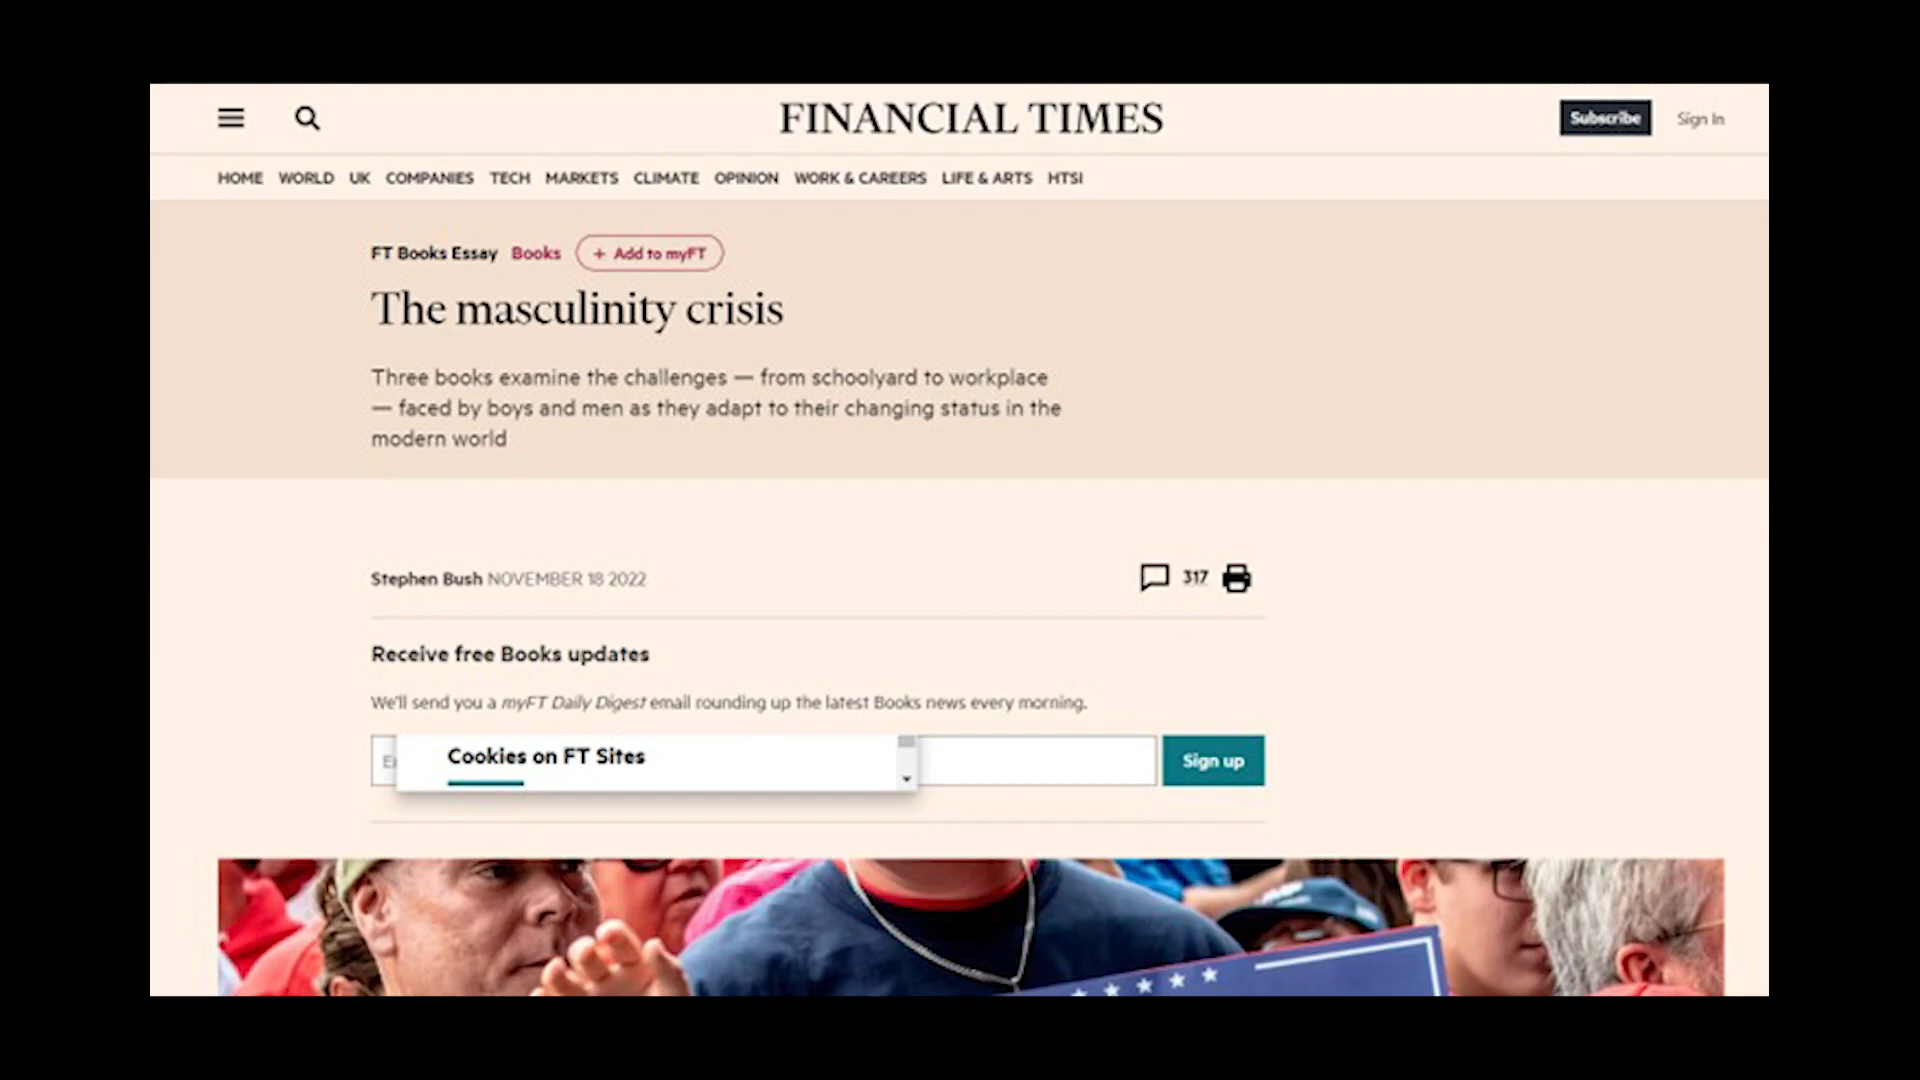 FINANCIAL TIMES
Subscribe
Sign In
HOME WORLD UK COMPANIES TECH MARKETS CLIMATE OPINION WORK & CAREERS LIFE & ARTS HTSI
FT Books Essay Books + Add to myFT
The masculinity crisis
Three books examine the challenges — from schoolyard to workplace
— faced by boys and men as they adapt to their changing status in the
modern world
Stephen Bush NOVEMBER 18 2022
317
Receive free Books updates
We'll send you a myFT Daily Digest email rounding up the latest Books news every morning.
Cookies on FT Sites
Sign up